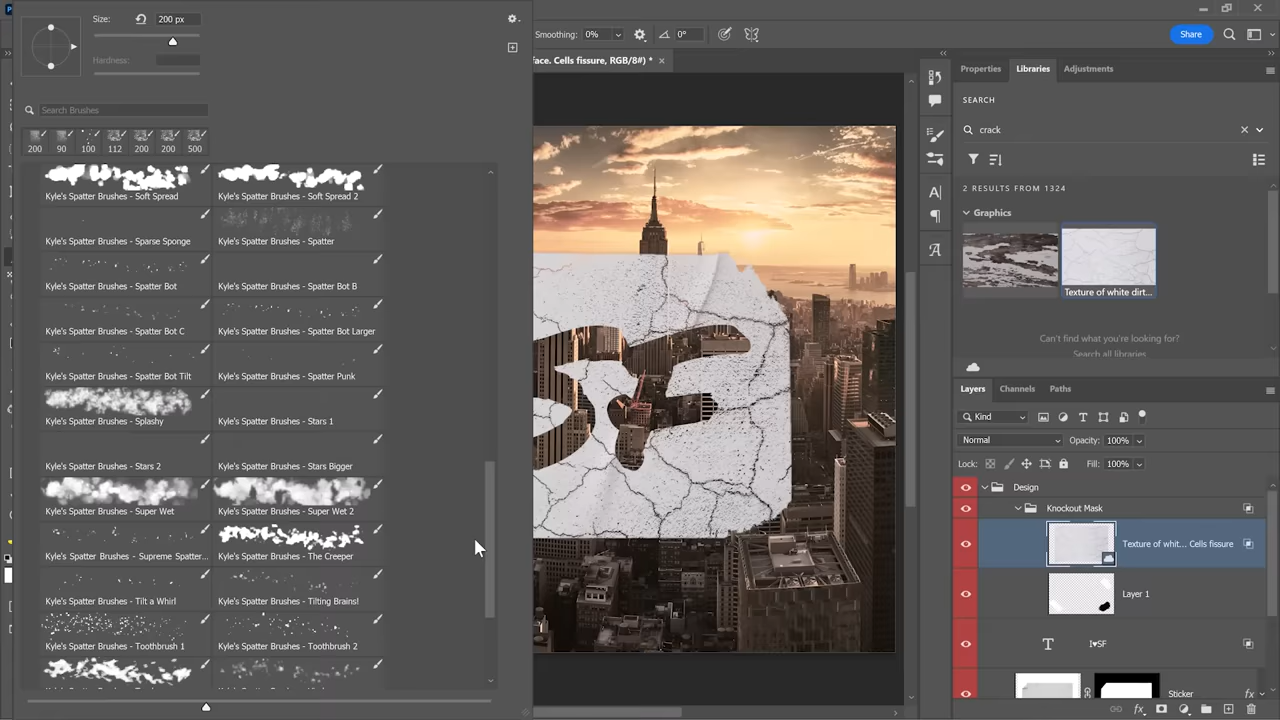 Size:
200 px
Hardness:
Search Brushes
200
90
100
112
200
200
500
Kyle's Spatter Brushes - Soft Spread
Kyle's Spatter Brushes - Soft Spread 2
Kyle's Spatter Brushes - Sparse Sponge
Kyle's Spatter Brushes - Spatter
Kyle's Spatter Brushes - Spatter Bot
Kyle's Spatter Brushes - Spatter Bot B
Kyle's Spatter Brushes - Spatter Bot C
Kyle's Spatter Brushes - Spatter Bot Larger
Kyle's Spatter Brushes - Spatter Bot Tilt
Kyle's Spatter Brushes - Spatter Punk
Kyle's Spatter Brushes - Splashy
Kyle's Spatter Brushes - Stars 1
Kyle's Spatter Brushes - Stars 2
Kyle's Spatter Brushes - Stars Bigger
Kyle's Spatter Brushes - Super Wet
Kyle's Spatter Brushes - Super Wet 2
Kyle's Spatter Brushes - Supreme Spatter...
Kyle's Spatter Brushes - The Creeper
Kyle's Spatter Brushes - Tilt a Whirl
Kyle's Spatter Brushes - Tilting Brains!
Kyle's Spatter Brushes - Toothbrush 1
Kyle's Spatter Brushes - Toothbrush 2
Smoothing: 0%
0°
Share
face. Cells fissure, RGB/8#) *
Properties
Libraries
Adjustments
SEARCH
crack
2 RESULTS FROM 1324
Graphics
Texture of white dirt...
Can't find what you're looking for?
Search all libraries
Layers
Channels
Paths
Kind
Normal
Opacity: 100%
Lock:
Fill: 100%
Design
Knockout Mask
Texture of whit... Cells fissure
Layer 1
T
I♥SF
Sticker
fx